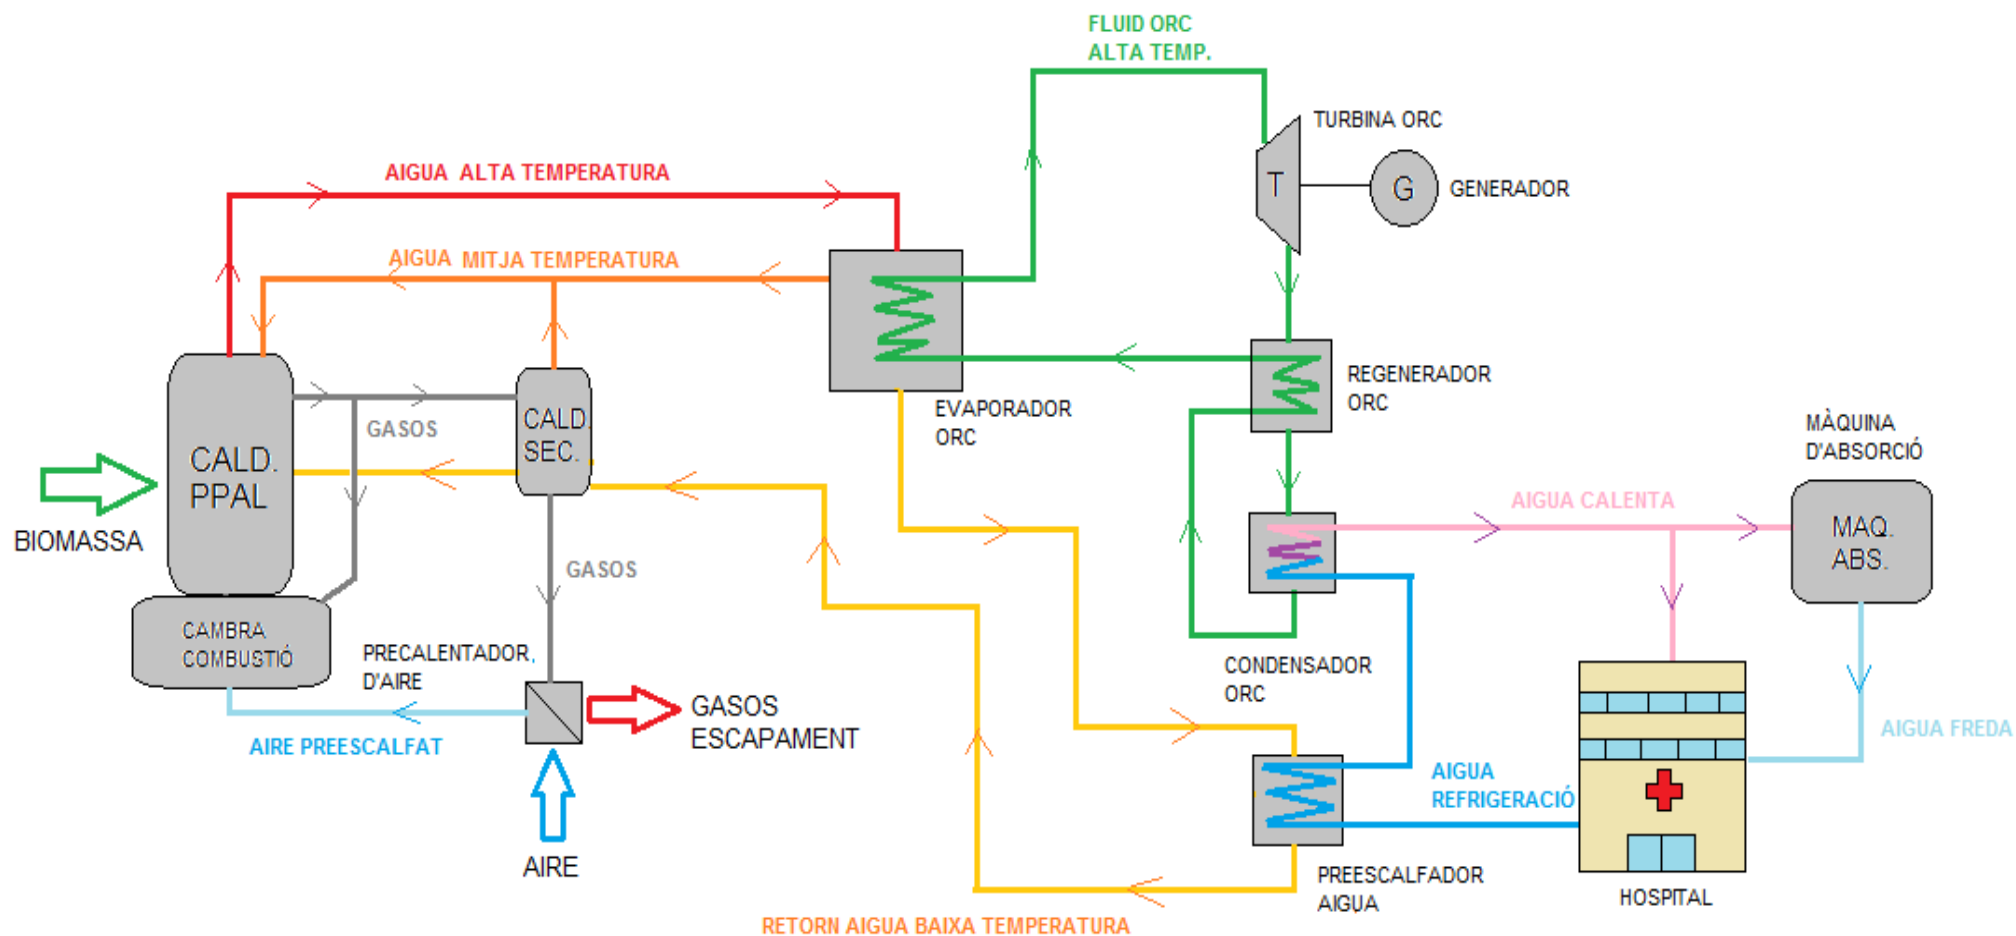 FLUID ORC
ALTA TEMP.
TURBINA ORC
T
G
GENERADOR
AIGUA ALTA TEMPERATURA
AIGUA MITJA TEMPERATURA
REGENERADOR
ORC
EVAPORADOR
ORC
GASOS
CALD.
SEC.
CALD.
PPAL
BIOMASSA
MÀQUINA
D'ABSORCIÓ
AIGUA CALENTA
MAQ.
ABS.
GASOS
CAMBRA
COMBUSTIÓ
PRECALENTADOR
D'AIRE
CONDENSADOR
ORC
GASOS
ESCAPAMENT
AIRE PREESCALFAT
AIGUA FREDA
AIGUA
REFRIGERACIÓ
AIRE
PREESCALFADOR
AIGUA
HOSPITAL
RETORN AIGUA BAIXA TEMPERATURA